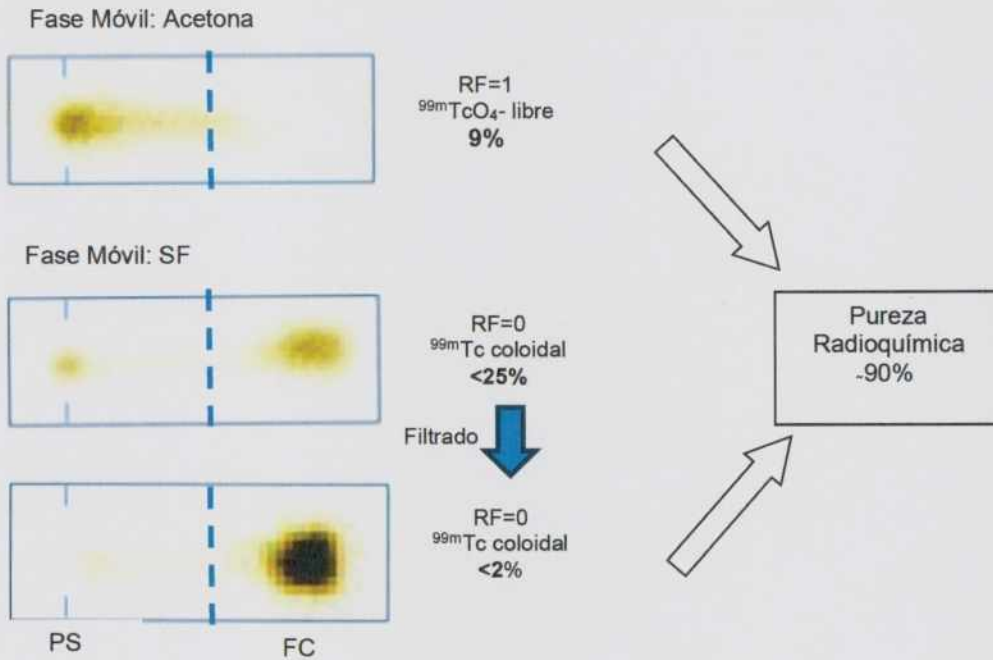 Fase Móvil: Acetona
RF=1
⁹⁹ᵐTcO₄- libre
9%
Fase Móvil: SF
RF=0
⁹⁹ᵐTc coloidal
<25%
Filtrado
RF=0
⁹⁹ᵐTc coloidal
<2%
Pureza
Radioquímica
-90%
PS
FC